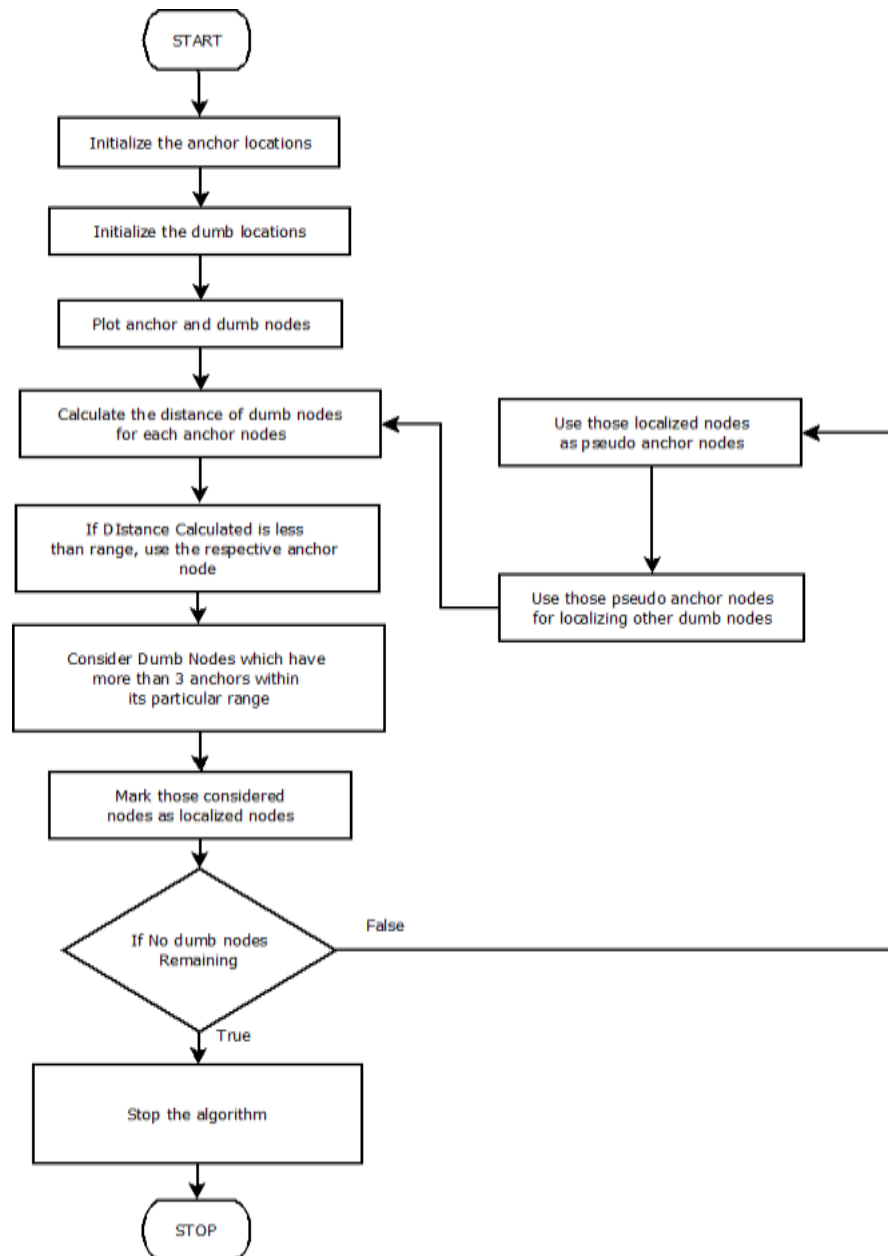 START
Initialize the anchor locations
Initialize the dumb locations
Plot anchor and dumb nodes
Calculate the distance of dumb nodes
for each anchor nodes
If DIstance Calculated is less
than range, use the respective anchor
node
Consider Dumb Nodes which have
more than 3 anchors within
its particular range
Mark those considered
nodes as localized nodes
If No dumb nodes
Remaining
False
True
Use those localized nodes
as pseudo anchor nodes
Use those pseudo anchor nodes
for localizing other dumb nodes
Stop the algorithm
STOP